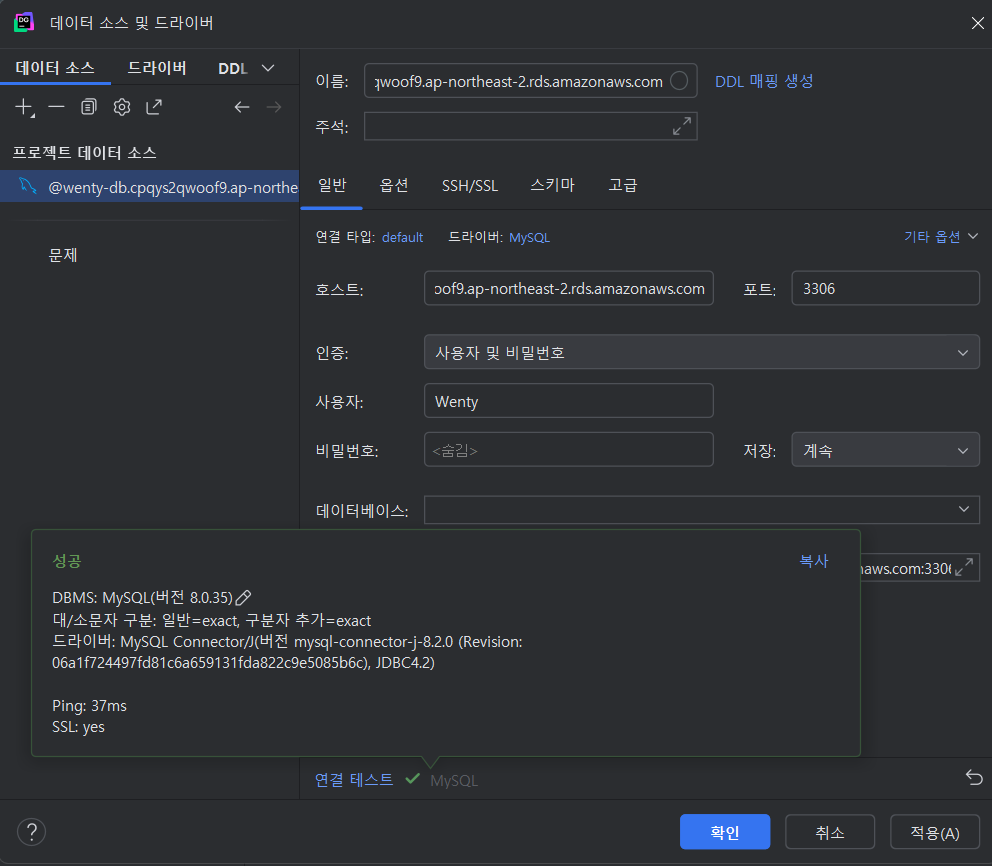 데이터 소스 및 드라이버
데이터 소스 드라이버 DDL
프로젝트 데이터 소스
@wenty-db.cpqys2qwoof9.ap-northe
문제
이름: qwoof9.ap-northeast-2.rds.amazonaws.com DDL 매핑 생성
주석:
일반 옵션 SSH/SSL 스키마 고급
연결 타입: default 드라이버: MySQL 기타 옵션
호스트: oof9.ap-northeast-2.rds.amazonaws.com 포트: 3306
인증: 사용자 및 비밀번호
사용자: Wenty
비밀번호: <숨김> 저장: 계속
데이터베이스:
naws.com:3306
성공 복사
DBMS: MySQL(버전 8.0.35)
대/소문자 구분: 일반=exact, 구분자 추가=exact
드라이버: MySQL Connector/J(버전 mysql-connector-j-8.2.0 (Revision:
06a1f724497fd81c6a659131fda822c9e5085b6c), JDBC4.2)
Ping: 37ms
SSL: yes
연결 테스트 MySQL
? 확인 취소 적용(A)